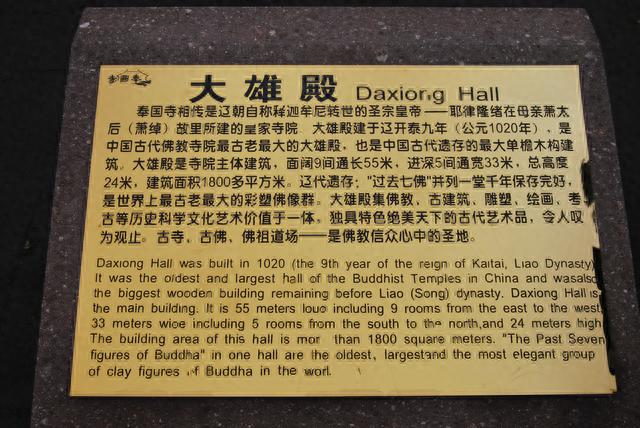 奉国寺
大雄殿 Daxiong Hall
奉国寺相传是辽朝自称释迦牟尼转世的圣宗皇帝——耶律隆绪在母亲萧太
后（萧绰）故里所建的皇家寺院。大雄殿建于辽开泰九年（公元1020年），是
中国古代佛教寺院最古老最大的大雄殿，也是中国古代遗存的最大单檐木构建
筑。大雄殿是寺院主体建筑，面阔9间通长55米，进深5间通宽33米，总高度
24米，建筑面积1800多平方米。辽代遗存："过去七佛"并列一堂千年保存完好，
是世界上最古老最大的彩塑佛像群。大雄殿集佛教、古建筑、雕塑、绘画、考
古等历史科学文化艺术价值于一体。独具特色绝美天下的古代艺术品，令人叹
为观止。古寺、古佛、佛祖道场——是佛教信众心中的圣地。
Daxiong Hall was built in 1020 (the 9th year of the reign of Kaitai, Liao Dynasty)
It was the oldest and largest hall of the Buddhist Temples in China and wasalso
the biggest wooden building remaining before Liao (Song) dynasty. Daxiong Hall is
the main building. It is 55 meters including 9 rooms from the east to the west,
33 meters including 5 rooms from the south to the north,and 24 meters high
The building area of this hall is than 1800 square meters. "The Past Seven
figures of Buddha" in one hall are the oldest, largestand the most elegant group
of clay figures of Buddha in the